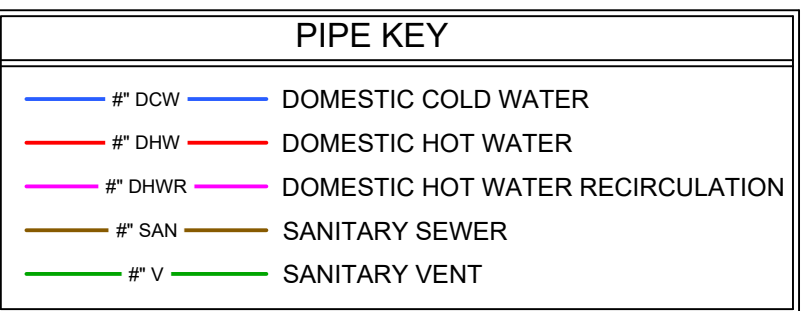 PIPE KEY
#" DCW DOMESTIC COLD WATER
#" DHW DOMESTIC HOT WATER
#" DHWR DOMESTIC HOT WATER RECIRCULATION
#" SAN SANITARY SEWER
#" V SANITARY VENT